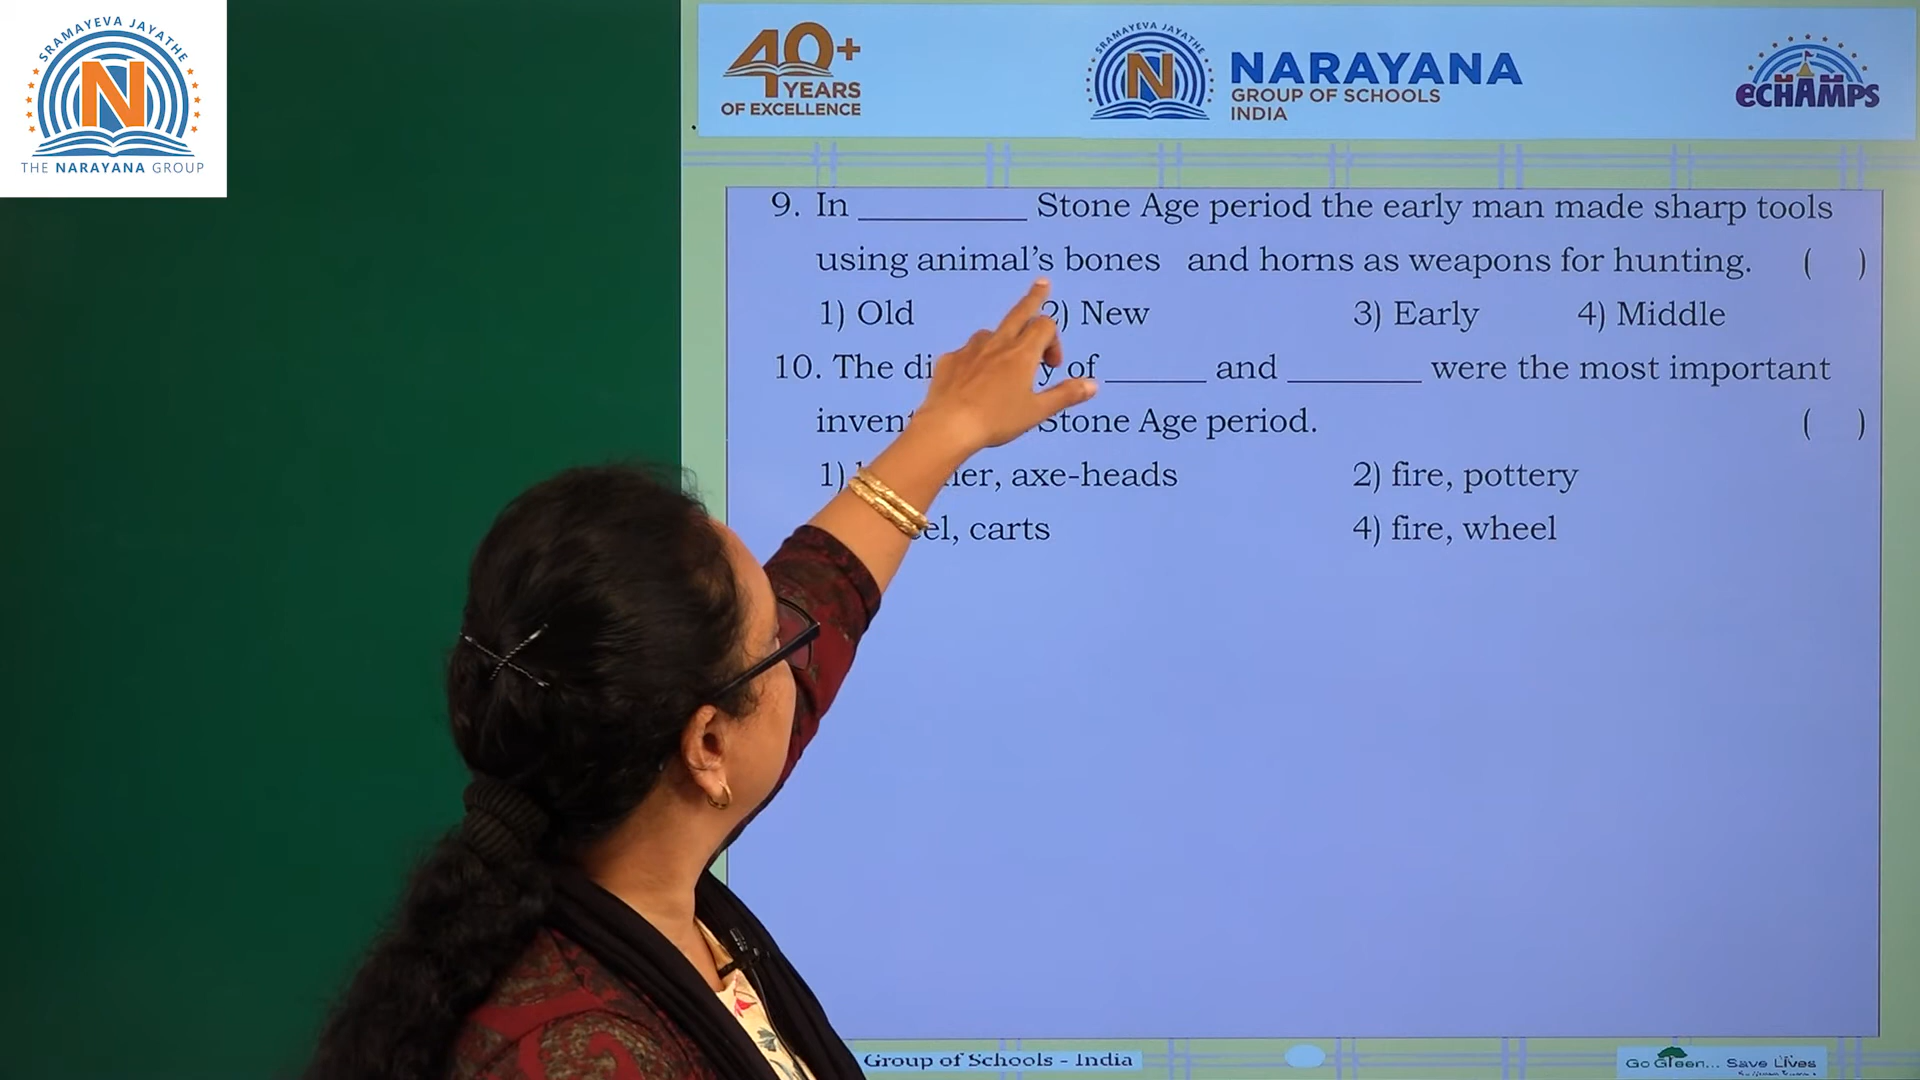 SRAMAYEVA JAYATHE
N
THE NARAYANA GROUP
40+
YEARS
OF EXCELLENCE
SRAMAYEVA JAYATHE
N
NARAYANA
GROUP OF SCHOOLS
INDIA
eCHAMPS
9. In __________ Stone Age period the early man made sharp tools
using animal's bones and horns as weapons for hunting. ( )
1) Old 2) New 3) Early 4) Middle
10. The of ______ and ________ were the most important
Stone Age period. ( )
1) axe-heads 2) fire, pottery
carts 4) fire, wheel
Group of Schools - India
Go Green... Save Lives